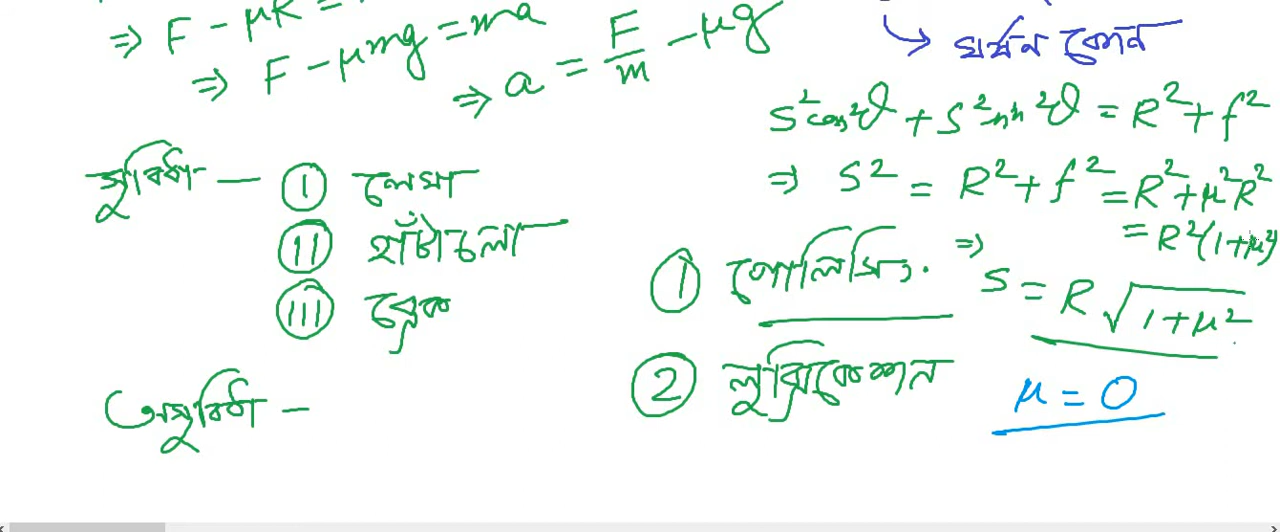 ⇒ F - μR =
⇒ F - μmg = ma
⇒ a = F/m - μg
↳ ঘর্ষন কোন
S²cos²θ + S²sin²θ = R² + f²
⇒ S² = R² + f² = R² + μ²R²
= R²(1+μ²)
⇒ S = R√(1+μ²)
μ = 0
সুবিধা - (i) লেখা
(ii) হাঁটাচলা
(iii) ব্রেক
অসুবিধা -
(1) পোলিসিং
(2) লুব্রিকেশন